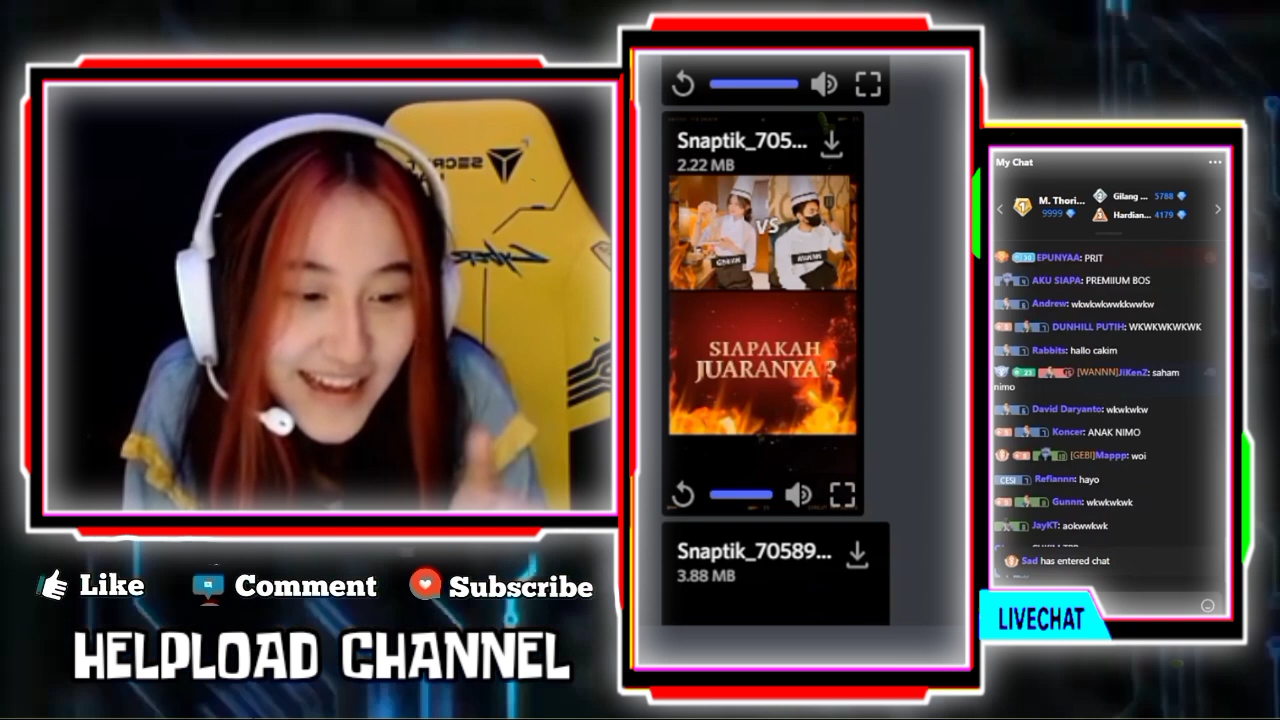 Snaptik_705...
2.22 MB
VS
SIAPAKAH
JUARANYA ?
Snaptik_70589...
3.88 MB
My Chat
M. Thori...
9999
Gilang ... 5788
Hardian... 4179
EPUNYAA: PRIT
AKU SIAPA: PREMIIUM BOS
Andrew: wkwkwkwwkkwwkw
DUNHILL PUTIH: WKWKWKWKWK
Rabbits: hallo cakim
[WANNN]JiKenZ: saham
nimo
David Daryanto: wkwkwkw
Koncer: ANAK NIMO
[GEBI]Mappp: woi
CESI Refiannn: hayo
Gunnn: wkwkwkwk
JayKT: aokwwkwk
Sad has entered chat
LIVECHAT
Like
Comment
Subscribe
HELPLOAD CHANNEL